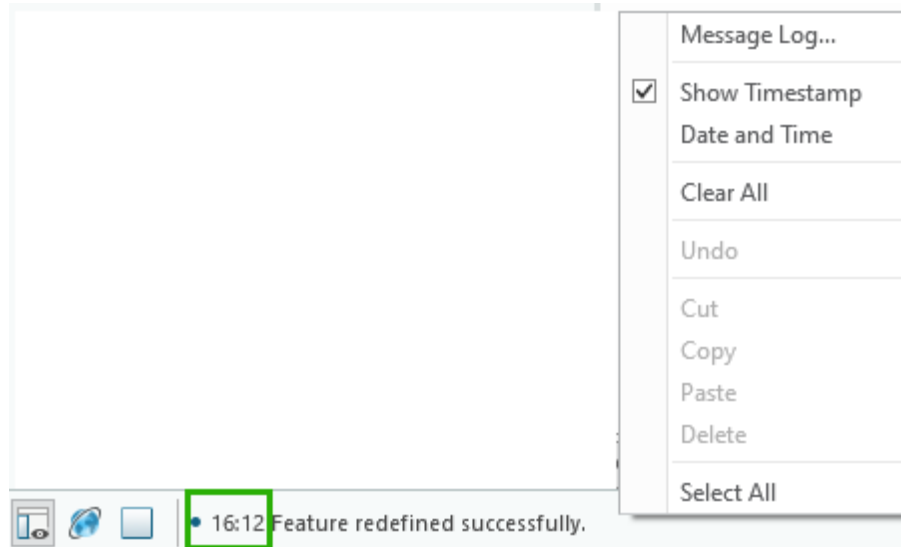 Message Log...
Show Timestamp
Date and Time
Clear All
Undo
Cut
Copy
Paste
Delete
Select All
16:12 Feature redefined successfully.